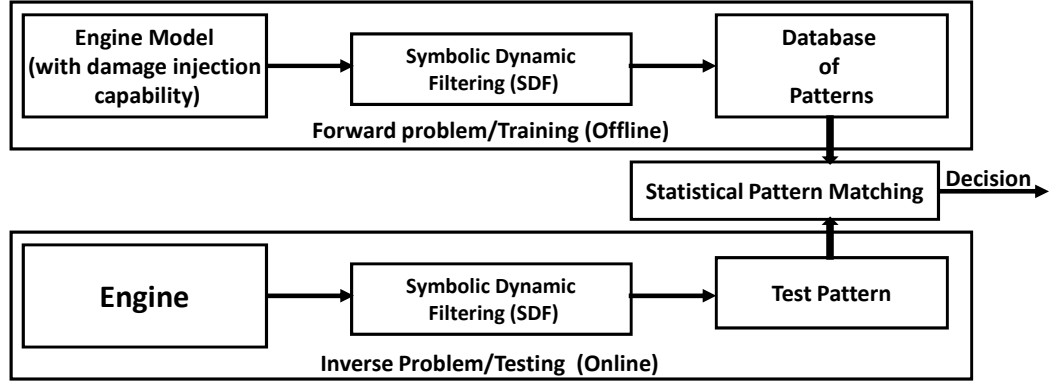 Engine Model
(with damage injection
capability)
Symbolic Dynamic
Filtering (SDF)
Database
of
Patterns
Forward problem/Training (Offline)
Statistical Pattern Matching
Decision
Engine
Symbolic Dynamic
Filtering (SDF)
Test Pattern
Inverse Problem/Testing (Online)